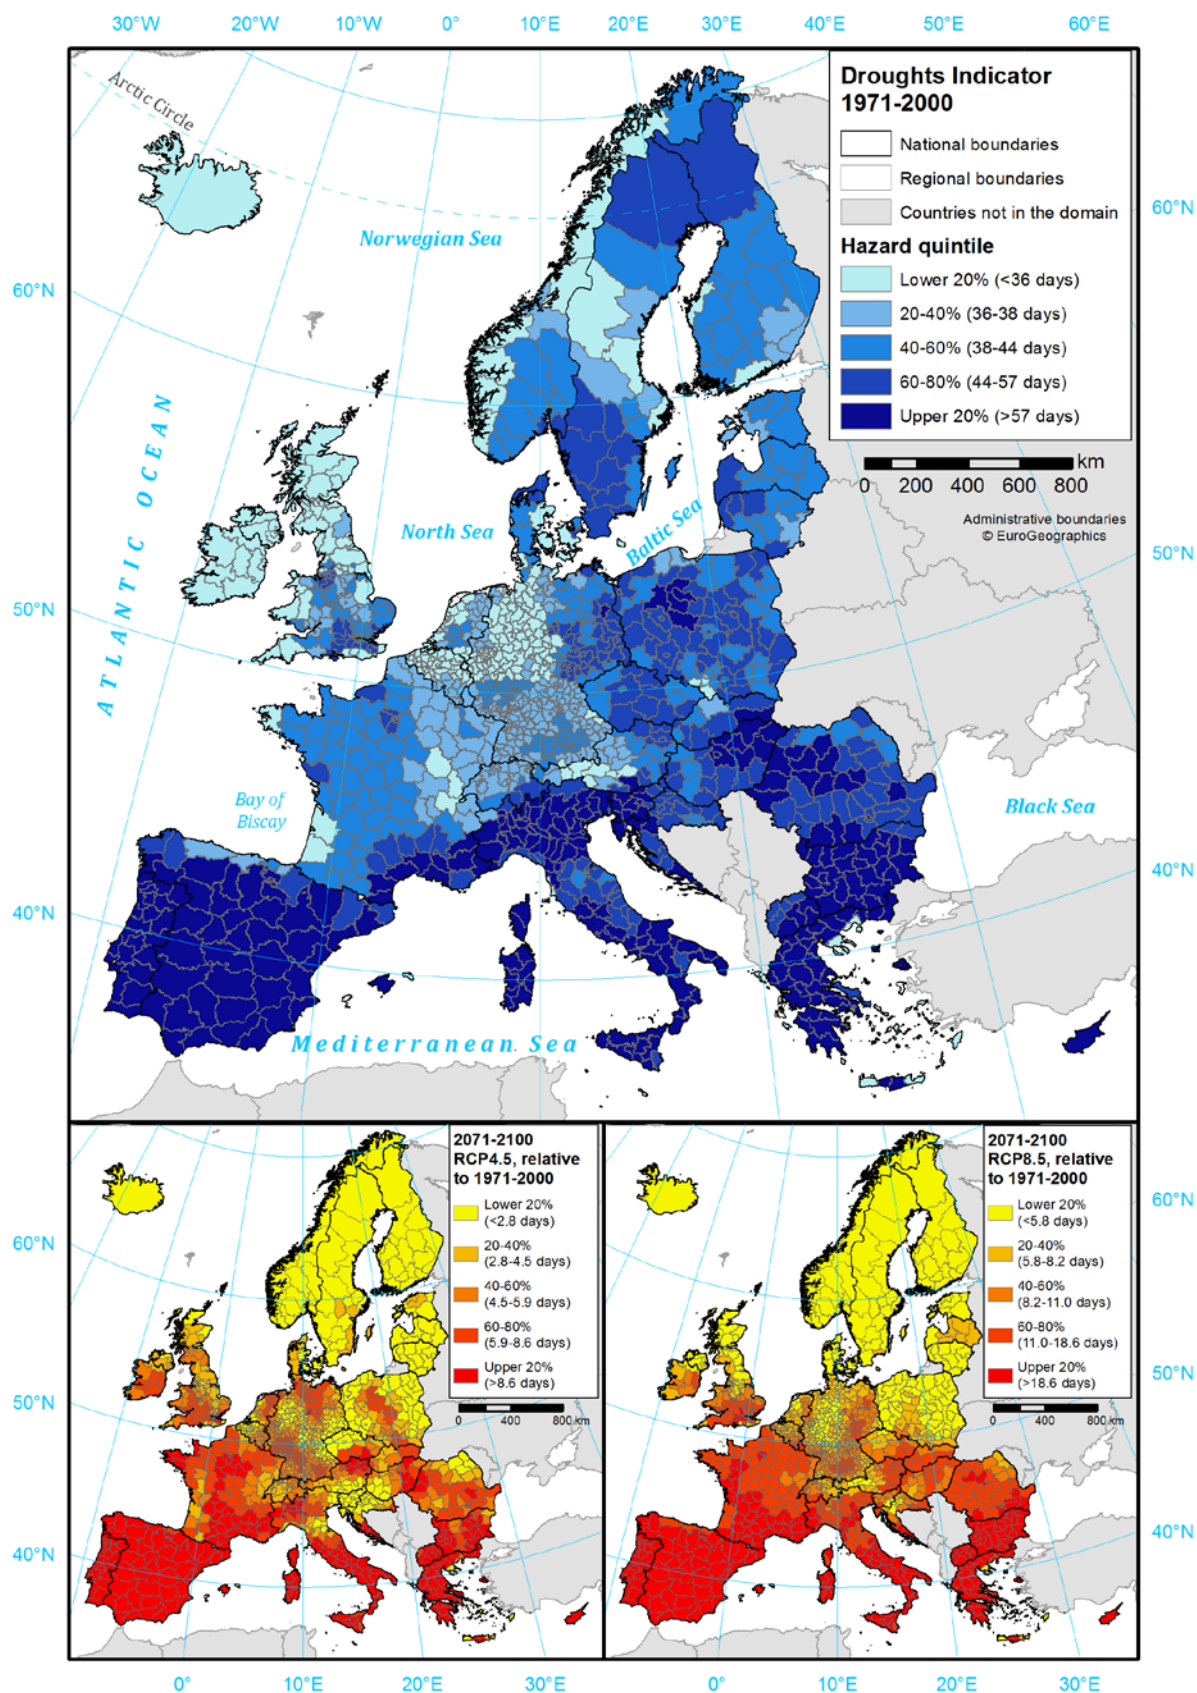 30°W 20°W 10°W 0° 10°E 20°E 30°E 40°E 50°E 60°E
Arctic Circle
Droughts Indicator
1971-2000
National boundaries
Regional boundaries
Countries not in the domain
Hazard quintile
Lower 20% (<36 days)
20-40% (36-38 days)
40-60% (38-44 days)
60-80% (44-57 days)
Upper 20% (>57 days)
km
0 200 400 600 800
Administrative boundaries
© EuroGeographics
60°N
50°N
40°N
60°N
50°N
40°N
Norwegian Sea
ATLANTIC OCEAN
North Sea
Baltic Sea
Bay of
Biscay
Black Sea
Mediterranean Sea
2071-2100
RCP4.5, relative
to 1971-2000
Lower 20%
(<2.8 days)
20-40%
(2.8-4.5 days)
40-60%
(4.5-5.9 days)
60-80%
(5.9-8.6 days)
Upper 20%
(>8.6 days)
0 400 800 km
2071-2100
RCP8.5, relative
to 1971-2000
Lower 20%
(<5.8 days)
20-40%
(5.8-8.2 days)
40-60%
(8.2-11.0 days)
60-80%
(11.0-18.6 days)
Upper 20%
(>18.6 days)
0 400 800 km
60°N
50°N
40°N
60°N
50°N
40°N
0° 10°E 20°E 30°E 0° 10°E 20°E 30°E